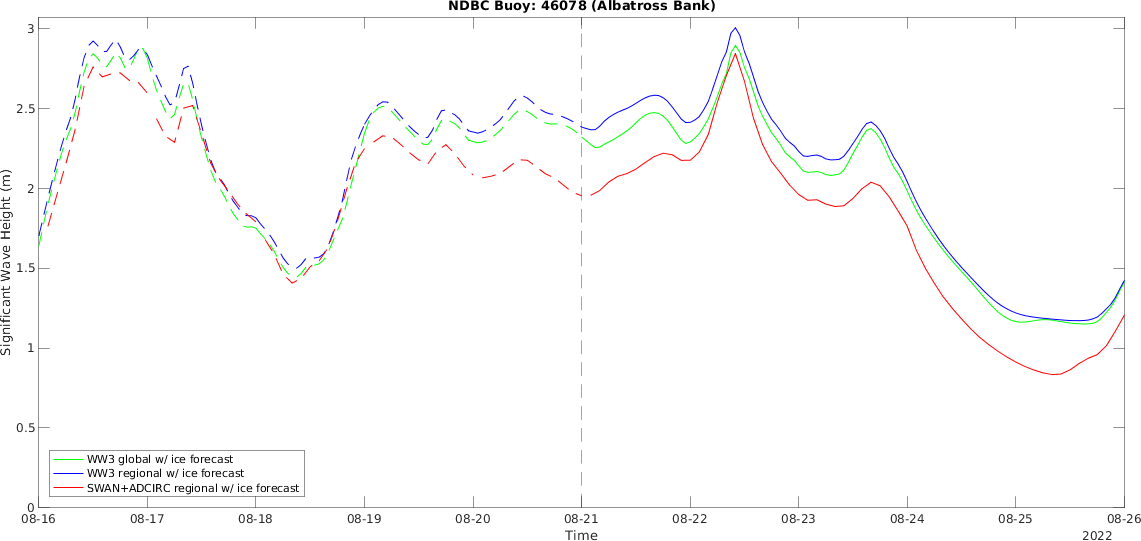 NDBC Buoy: 46078 (Albatross Bank)
3
2.5
2
1.5
1
0.5
0
Significant Wave Height (m)
WW3 global w/ ice forecast
WW3 regional w/ ice forecast
SWAN+ADCIRC regional w/ ice forecast
08-16 08-17 08-18 08-19 08-20 08-21 08-22 08-23 08-24 08-25 08-26
Time
2022